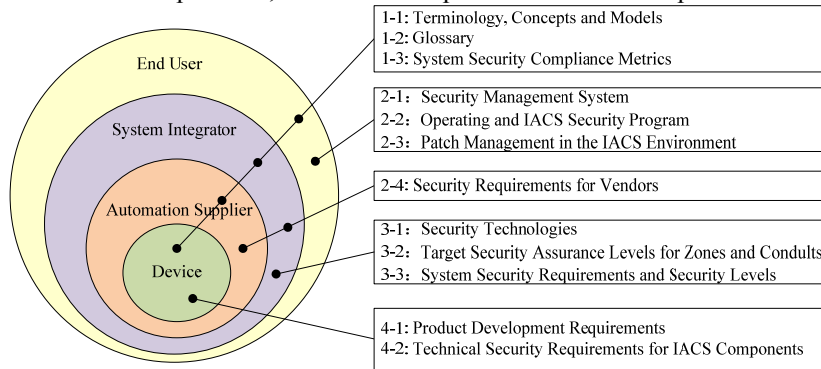 End User
System Integrator
Automation Supplier
Device
1-1: Terminology, Concepts and Models
1-2: Glossary
1-3: System Security Compliance Metrics
2-1: Security Management System
2-2: Operating and IACS Security Program
2-3: Patch Management in the IACS Environment
2-4: Security Requirements for Vendors
3-1: Security Technologies
3-2: Target Security Assurance Levels for Zones and Conduits
3-3: System Security Requirements and Security Levels
4-1: Product Development Requirements
4-2: Technical Security Requirements for IACS Components